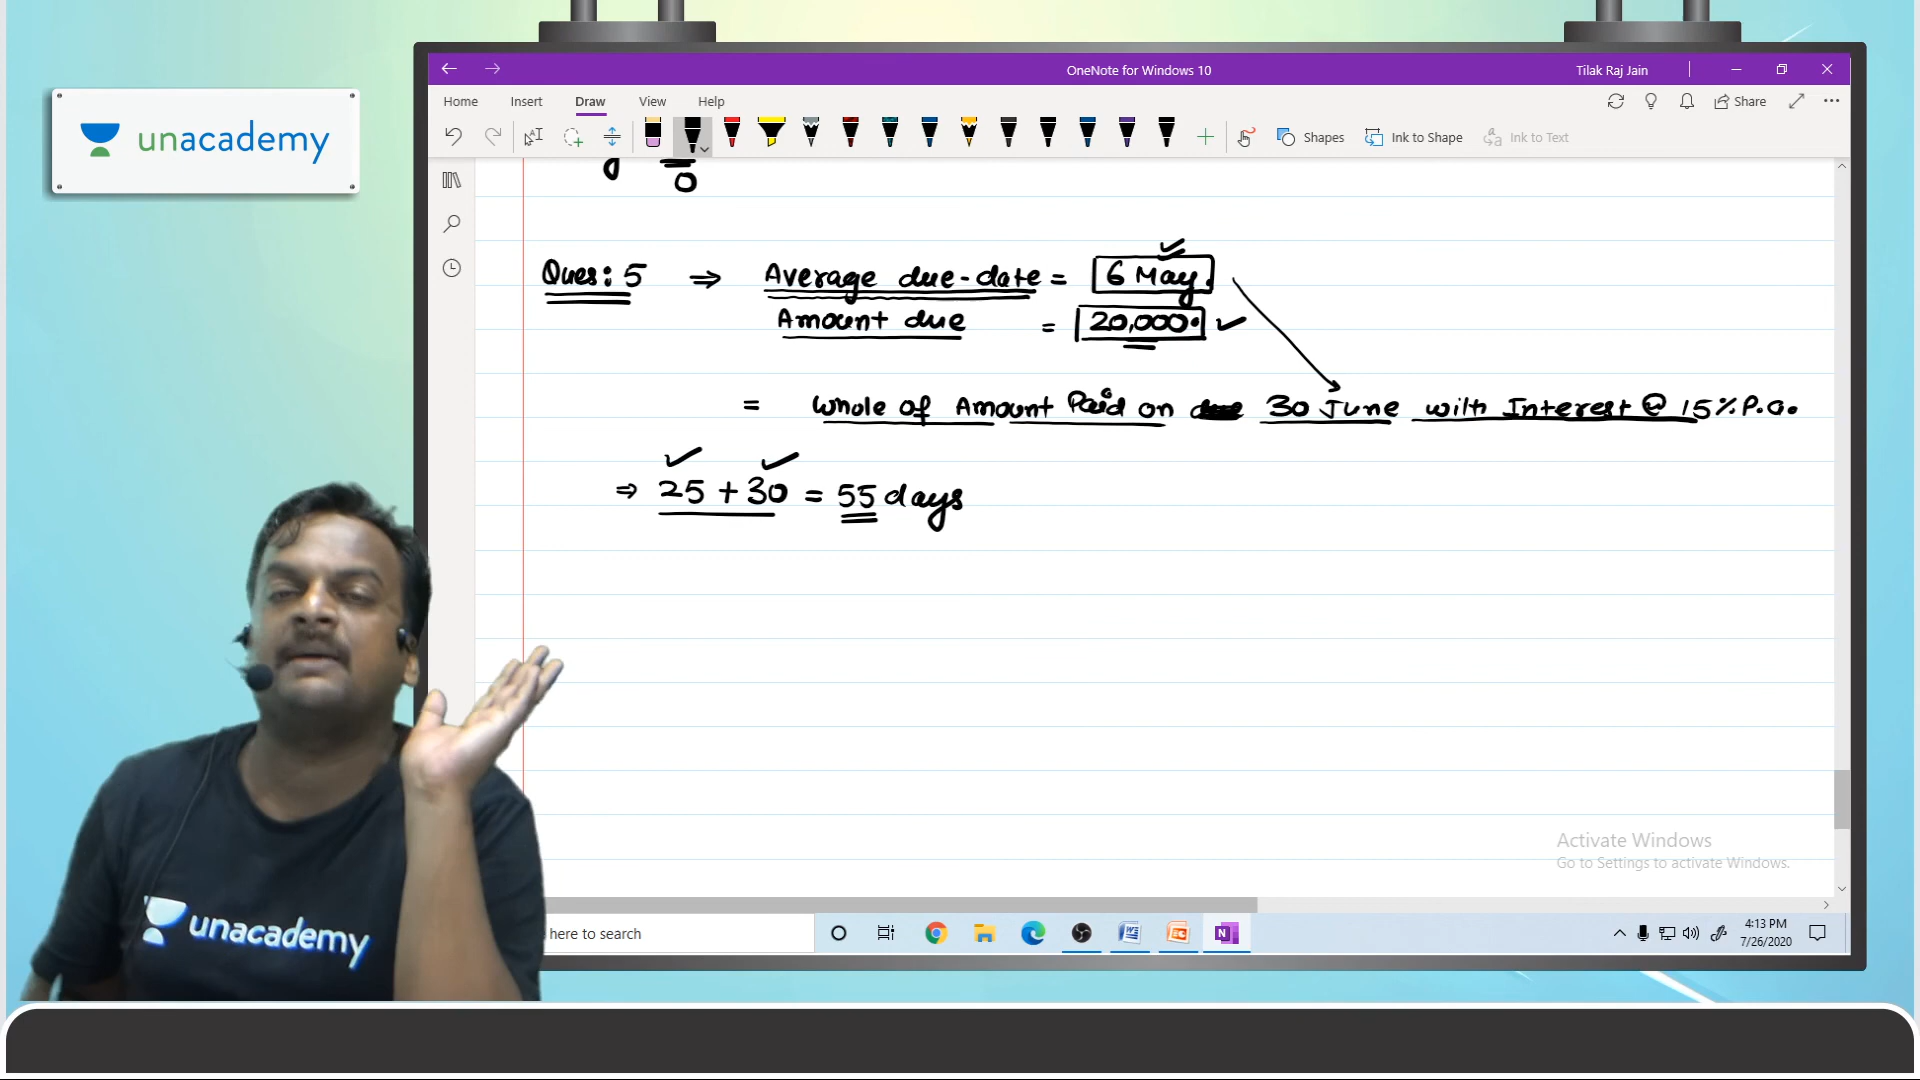 unacademy
OneNote for Windows 10
Tilak Raj Jain
Home Insert Draw View Help
Share
Shapes Ink to Shape Ink to Text
0
Ques: 5 ⇒ Average due-date = 6 May.
Amount due = 20,000.
= Whole of Amount Paid on 30 June with Interest @ 15% P.a.
⇒ 25 + 30 = 55 days
Activate Windows
Go to Settings to activate Windows.
unacademy
here to search
4:13 PM
7/26/2020